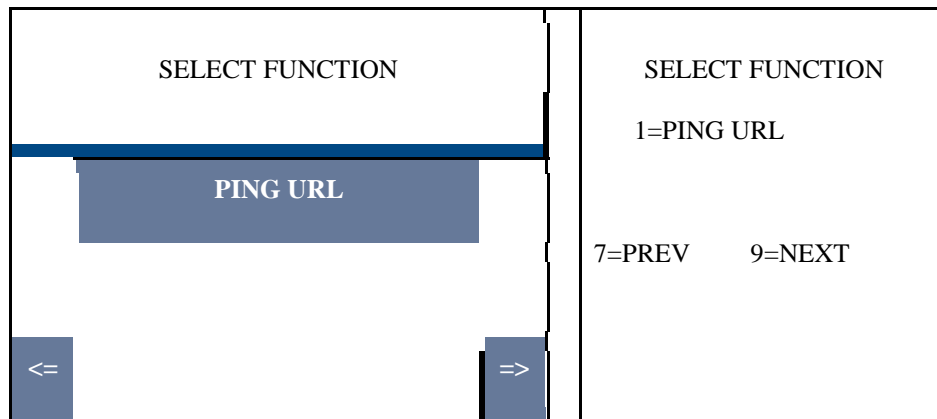 SELECT FUNCTION
PING URL
<= =>
SELECT FUNCTION
1=PING URL
7=PREV 9=NEXT